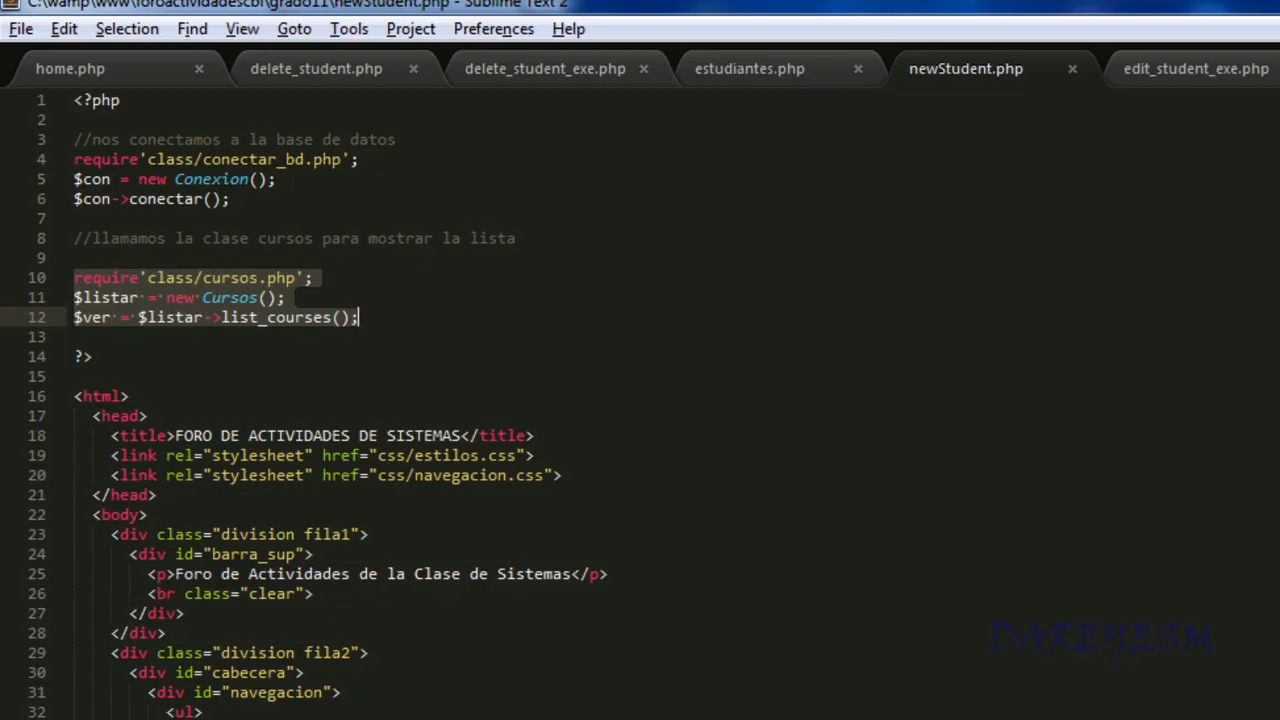 C:\wamp\www\foroactividadescbi\grado11\newStudent.php - Sublime Text 2
File Edit Selection Find View Goto Tools Project Preferences Help
home.php × delete_student.php × delete_student_exe.php × estudiantes.php × newStudent.php × edit_student_exe.php
1 <?php
2
3 //nos conectamos a la base de datos
4 require'class/conectar_bd.php';
5 $con = new Conexion();
6 $con->conectar();
7
8 //llamamos la clase cursos para mostrar la lista
9
10 require'class/cursos.php';
11 $listar = new Cursos();
12 $ver = $listar->list_courses();
13
14 ?>
15
16 <html>
17 <head>
18 <title>FORO DE ACTIVIDADES DE SISTEMAS</title>
19 <link rel="stylesheet" href="css/estilos.css">
20 <link rel="stylesheet" href="css/navegacion.css">
21 </head>
22 <body>
23 <div class="division fila1">
24 <div id="barra_sup">
25 <p>Foro de Actividades de la Clase de Sistemas</p>
26 <br class="clear">
27 </div>
28 </div>
29 <div class="division fila2">
30 <div id="cabecera">
31 <div id="navegacion">
32 <ul>
DAREYESM